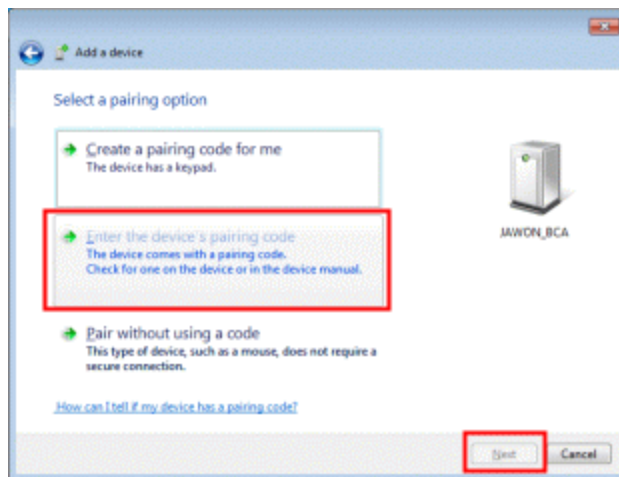 Add a device
Select a pairing option
Create a pairing code for me
The device has a keypad.
Enter the device's pairing code
The device comes with a pairing code.
Check for one on the device or in the device manual.
JAWON_BCA
Pair without using a code
This type of device, such as a mouse, does not require a
secure connection.
How can I tell if my device has a pairing code?
Next
Cancel